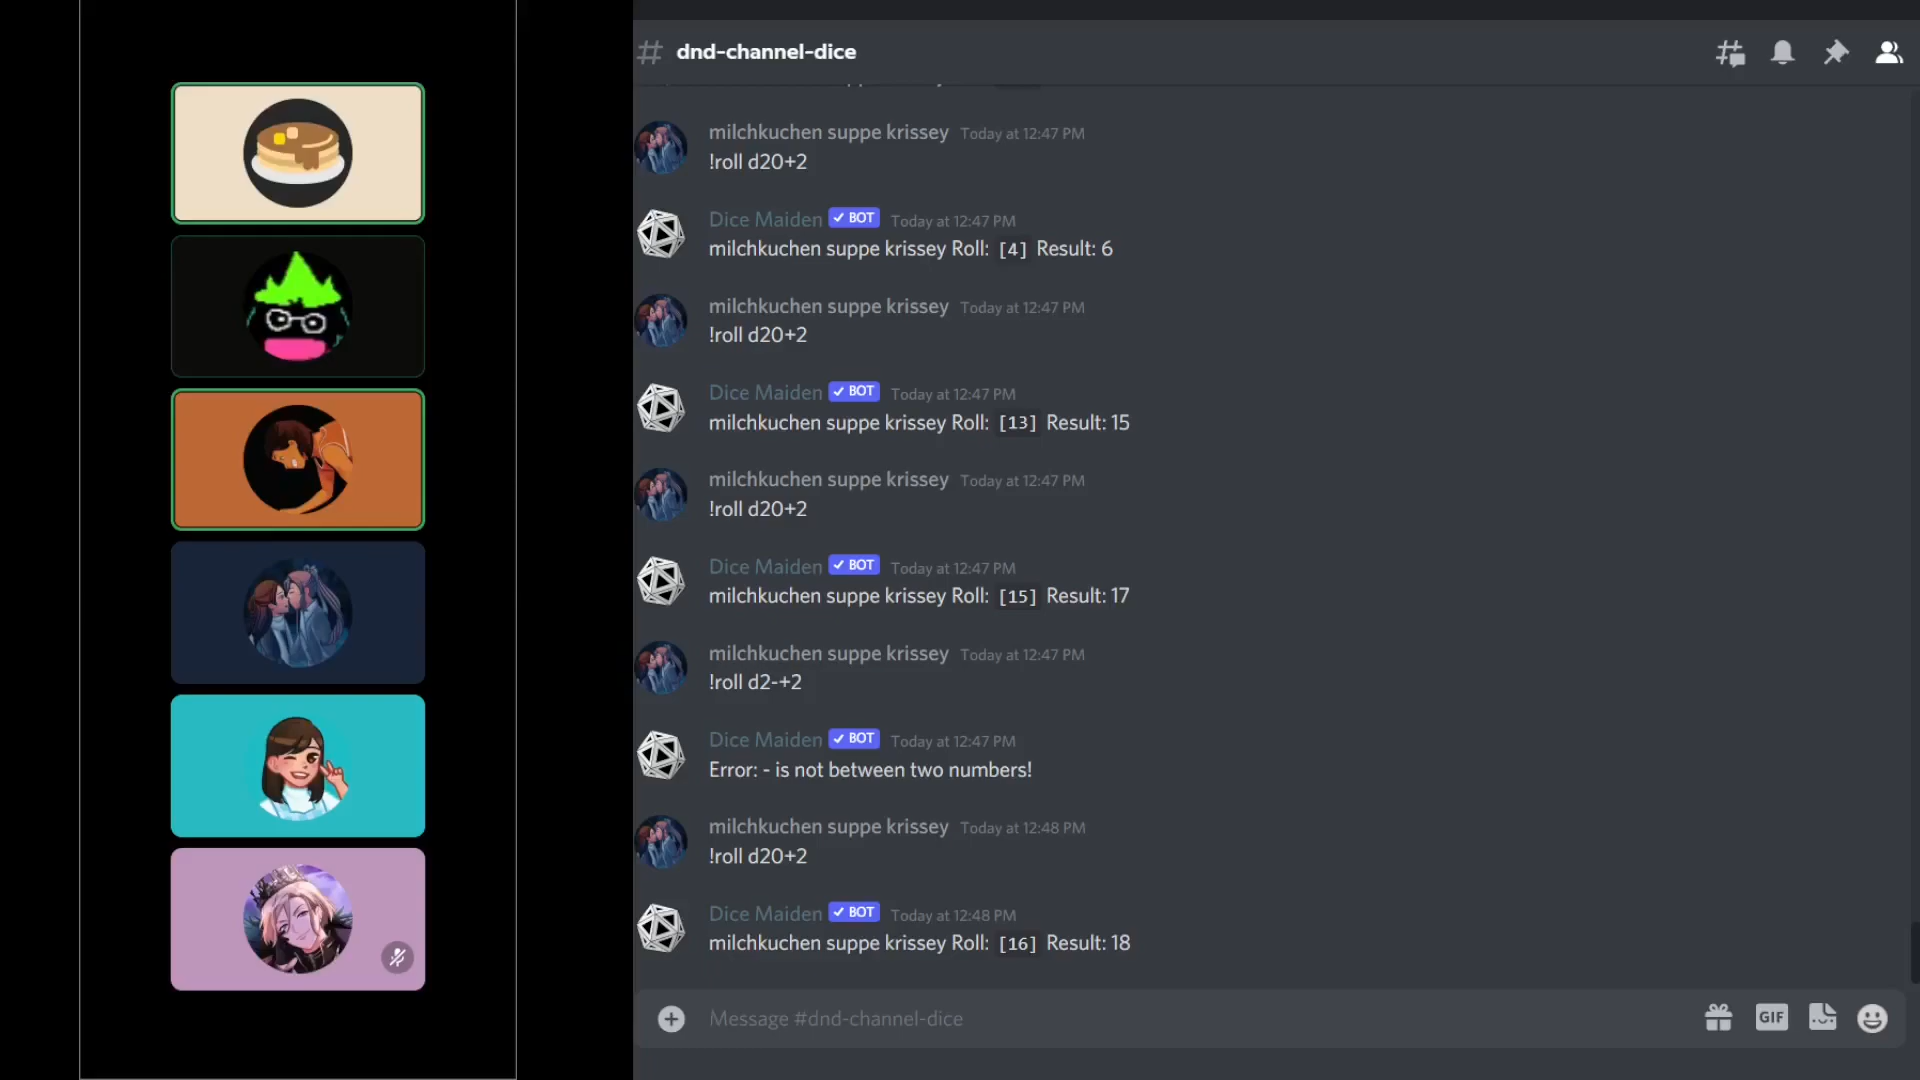 dnd-channel-dice
milchkuchen suppe krissey Today at 12:47 PM
!roll d20+2
Dice Maiden BOT Today at 12:47 PM
milchkuchen suppe krissey Roll: [4] Result: 6
milchkuchen suppe krissey Today at 12:47 PM
!roll d20+2
Dice Maiden BOT Today at 12:47 PM
milchkuchen suppe krissey Roll: [13] Result: 15
milchkuchen suppe krissey Today at 12:47 PM
!roll d20+2
Dice Maiden BOT Today at 12:47 PM
milchkuchen suppe krissey Roll: [15] Result: 17
milchkuchen suppe krissey Today at 12:47 PM
!roll d2-+2
Dice Maiden BOT Today at 12:47 PM
Error: - is not between two numbers!
milchkuchen suppe krissey Today at 12:48 PM
!roll d20+2
Dice Maiden BOT Today at 12:48 PM
milchkuchen suppe krissey Roll: [16] Result: 18
Message #dnd-channel-dice
GIF